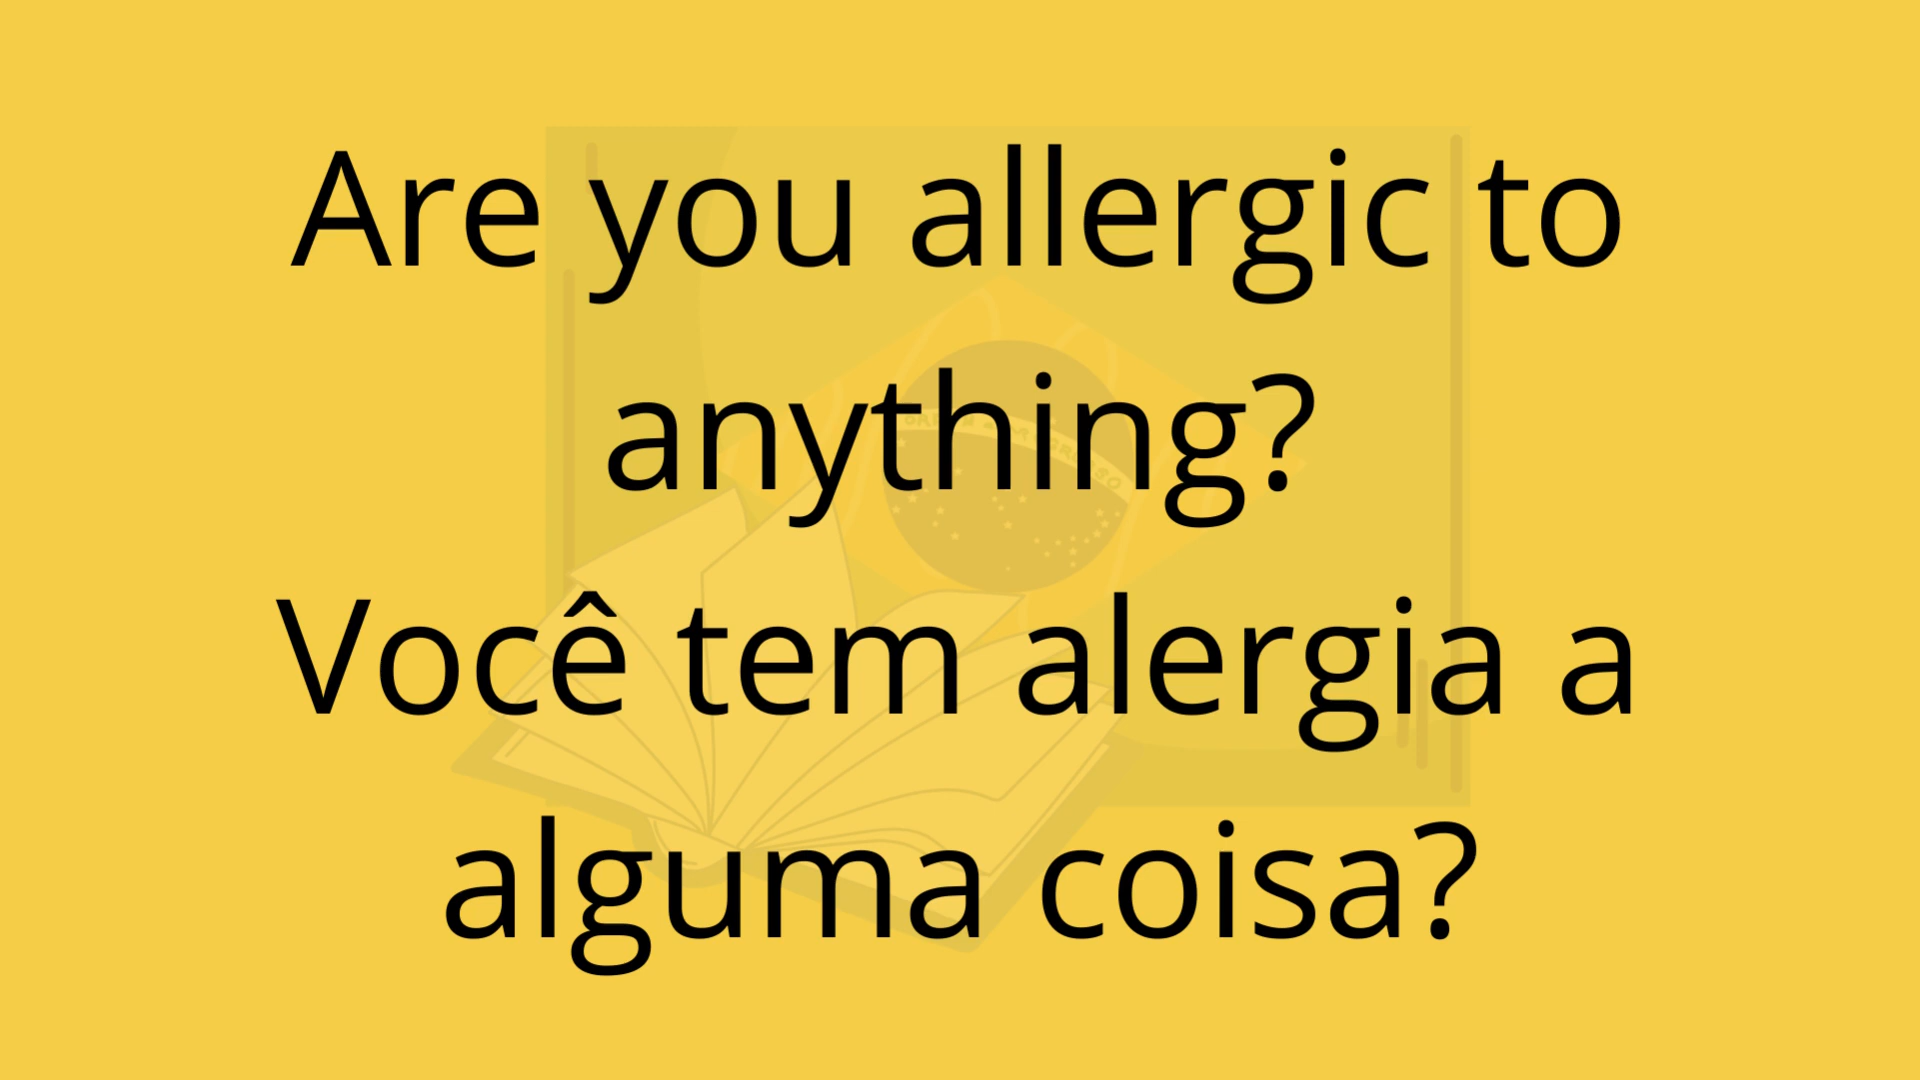 Are you allergic to
anything?
Você tem alergia a
alguma coisa?